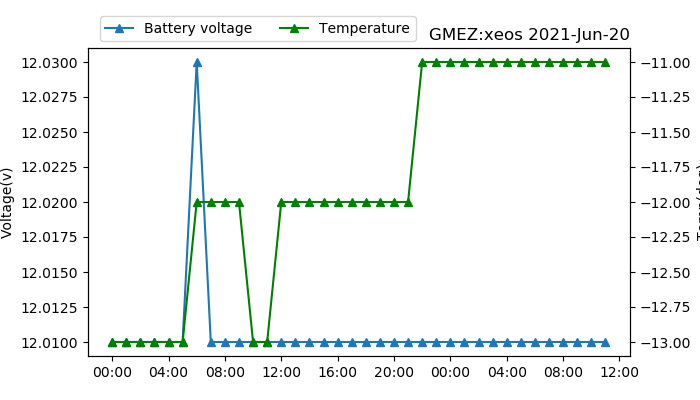 Battery voltage Temperature
GMEZ:xeos 2021-Jun-20
12.0300 −11.00
12.0275 −11.25
12.0250 −11.50
12.0225 −11.75
12.0200 −12.00
12.0175 −12.25
12.0150 −12.50
12.0125 −12.75
12.0100 −13.00
Voltage(v)
00:00 04:00 08:00 12:00 16:00 20:00 00:00 04:00 08:00 12:00